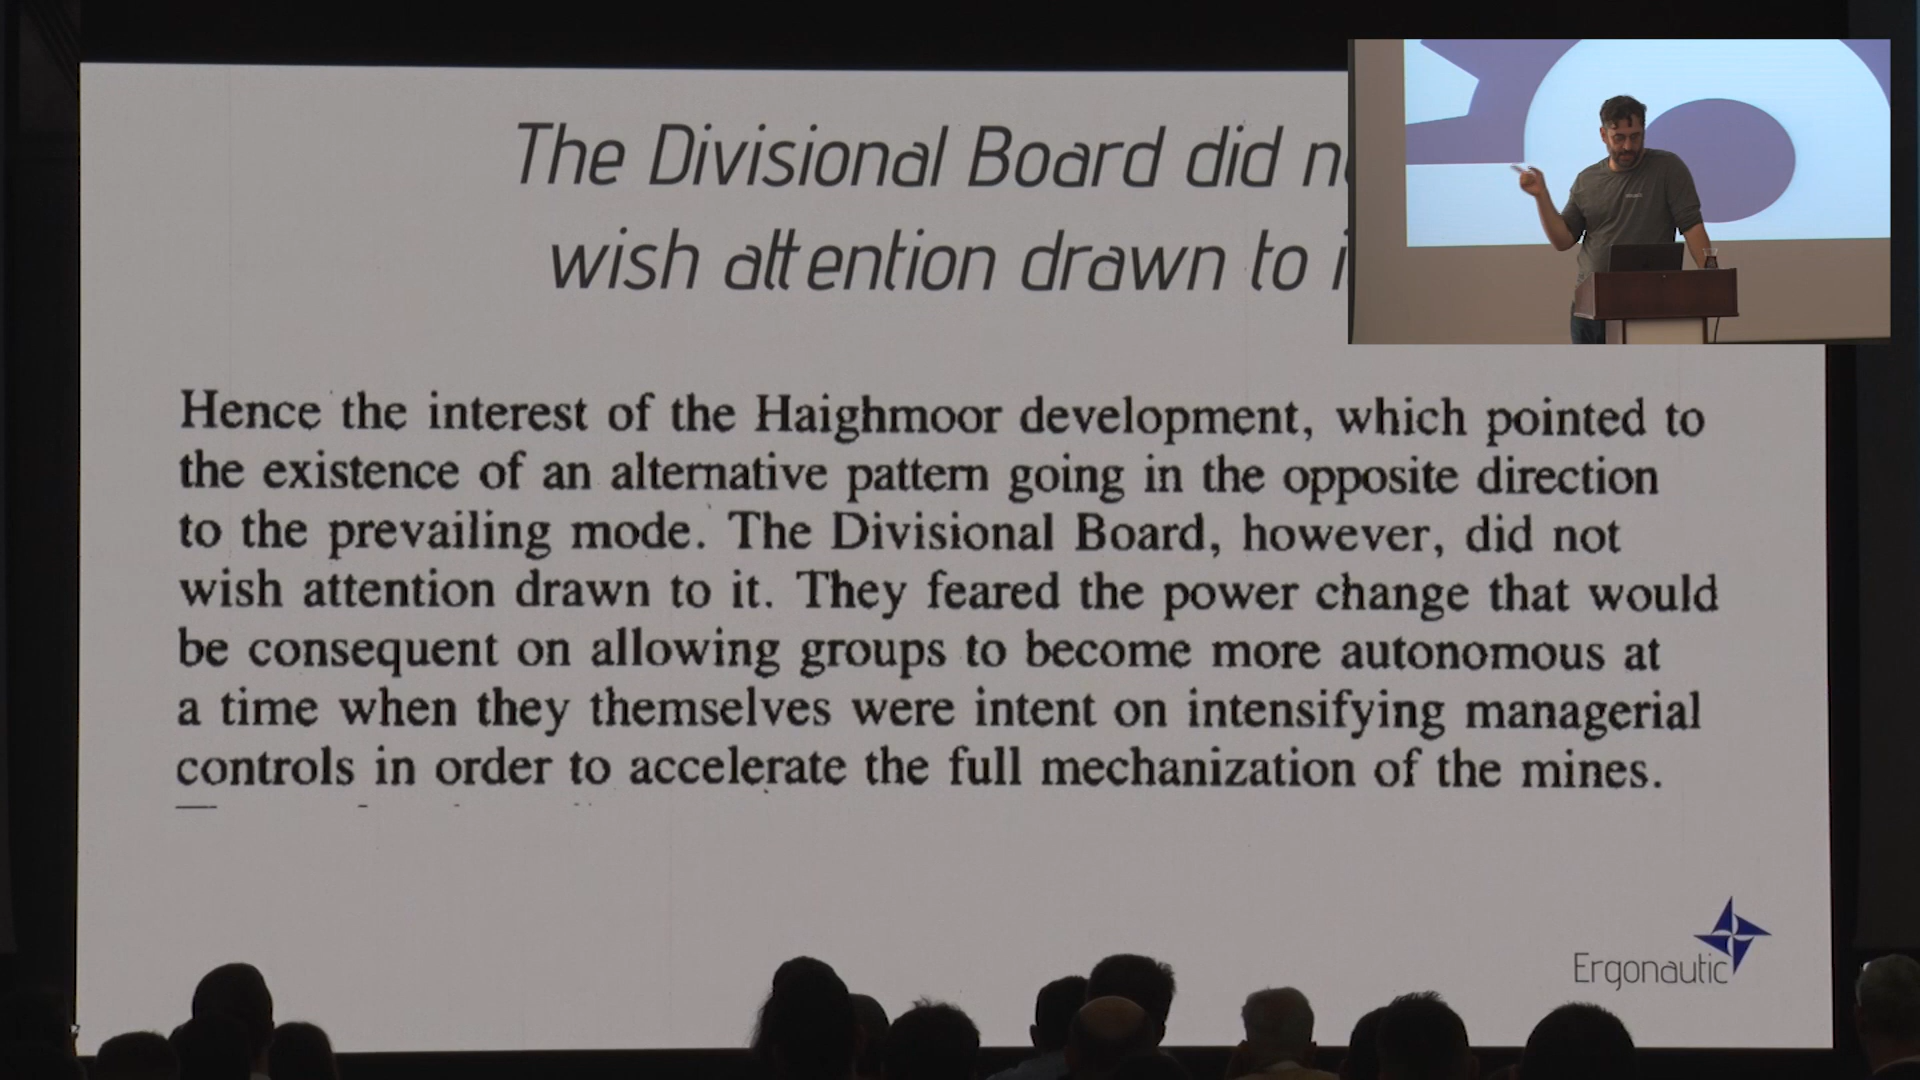 The Divisional Board did
wish attention drawn to
Hence the interest of the Haighmoor development, which pointed to
the existence of an alternative pattern going in the opposite direction
to the prevailing mode. The Divisional Board, however, did not
wish attention drawn to it. They feared the power change that would
be consequent on allowing groups to become more autonomous at
a time when they themselves were intent on intensifying managerial
controls in order to accelerate the full mechanization of the mines.
Ergonautic